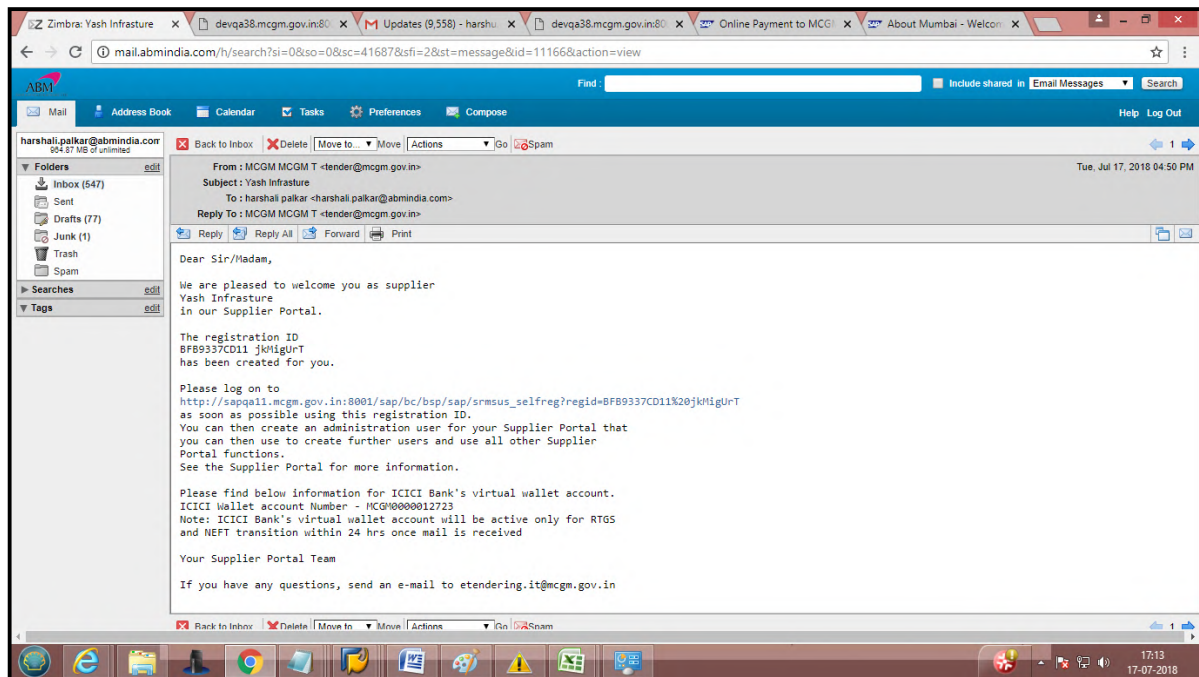 Zimbra: Yash Infrasture
devqa38.mcgm.gov.in:80
Updates (9,558) - harshu
devqa38.mcgm.gov.in:80
Online Payment to MCG
About Mumbai - Welcom
mail.abmindia.com/h/search?si=0&so=0&sc=41687&sfi=2&st=message&id=11166&action=view
ABM
Find :
Include shared in Email Messages Search
Mail Address Book Calendar Tasks Preferences Compose Help Log Out
harshali.palkar@abmindia.com
964.87 MB of unlimited
Folders edit
Inbox (547)
Sent
Drafts (77)
Junk (1)
Trash
Spam
Searches edit
Tags edit
Back to Inbox Delete Move to... Move Actions Go Spam 1
From : MCGM MCGM T <tender@mcgm.gov.in> Tue, Jul 17, 2018 04:50 PM
Subject : Yash Infrasture
To : harshali palkar <harshali.palkar@abmindia.com>
Reply To : MCGM MCGM T <tender@mcgm.gov.in>
Reply Reply All Forward Print
Dear Sir/Madam,
We are pleased to welcome you as supplier
Yash Infrasture
in our Supplier Portal.
The registration ID
BFB9337CD11 jkMigUrT
has been created for you.
Please log on to
http://sapqa11.mcgm.gov.in:8001/sap/bc/bsp/sap/srmsus_selfreg?regid=BFB9337CD11%20jkMigUrT
as soon as possible using this registration ID.
You can then create an administration user for your Supplier Portal that
you can then use to create further users and use all other Supplier
Portal functions.
See the Supplier Portal for more information.
Please find below information for ICICI Bank's virtual wallet account.
ICICI Wallet account Number - MCGM0000012723
Note: ICICI Bank's virtual wallet account will be active only for RTGS
and NEFT transition within 24 hrs once mail is received
Your Supplier Portal Team
If you have any questions, send an e-mail to etendering.it@mcgm.gov.in
Back to Inbox Delete Move to... Move Actions Go Spam 1
17:13
17-07-2018